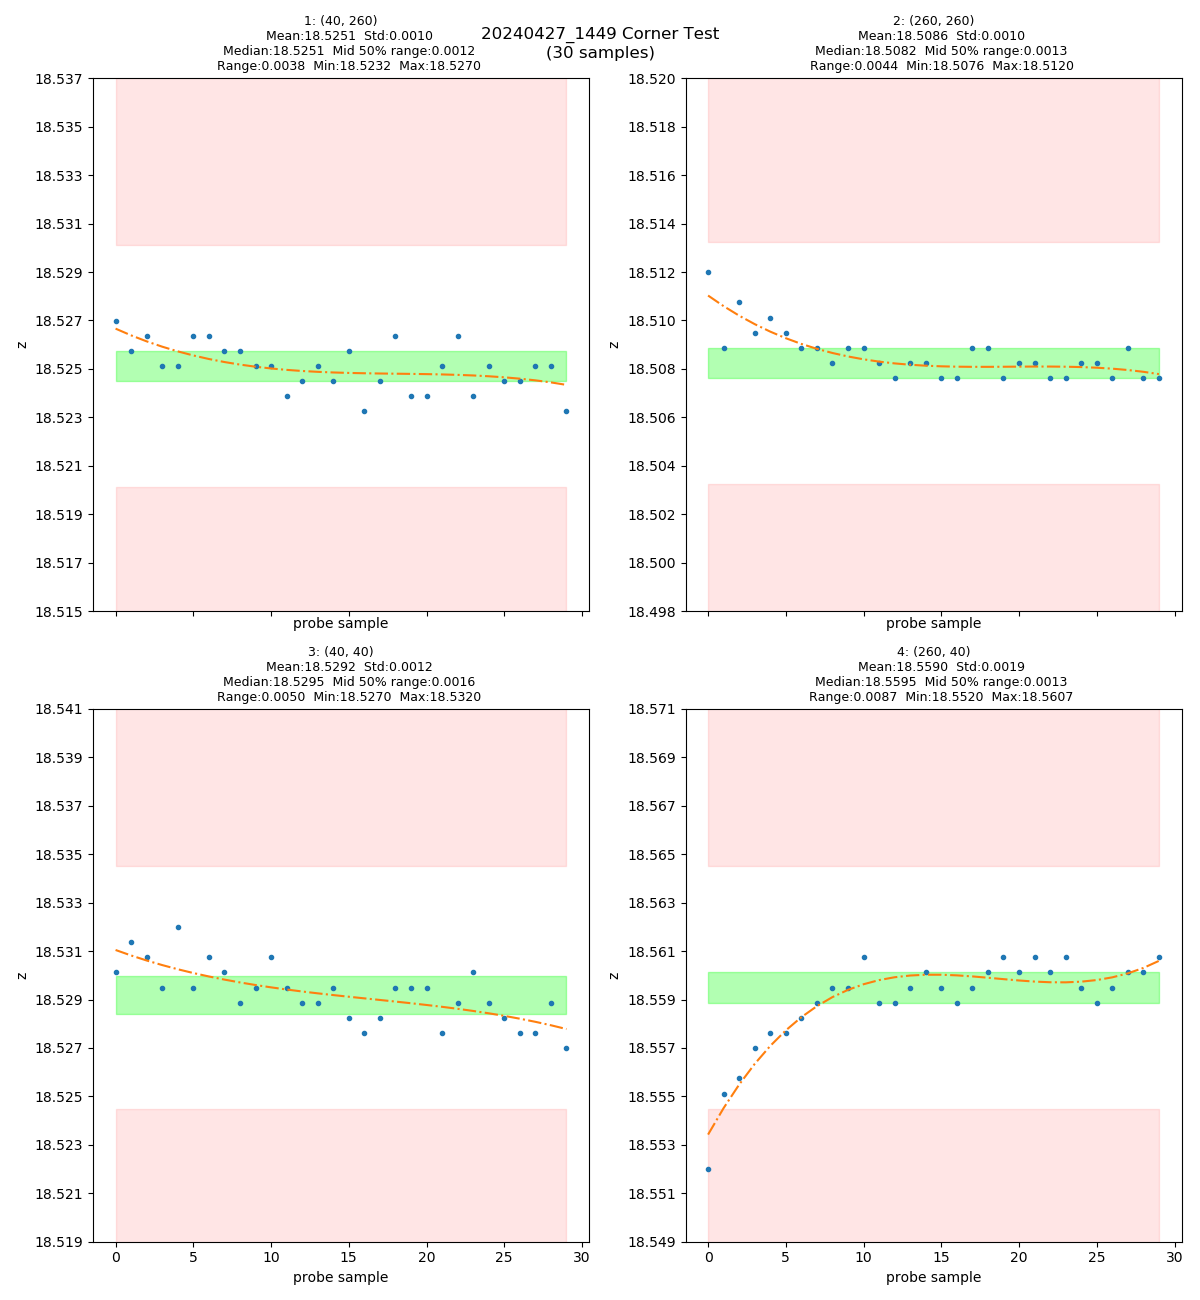 20240427_1449 Corner Test
(30 samples)
1: (40, 260)
Mean:18.5251  Std:0.0010
Median:18.5251  Mid 50% range:0.0012
Range:0.0038  Min:18.5232  Max:18.5270
18.537
18.535
18.533
18.531
18.529
18.527
18.525
18.523
18.521
18.519
18.517
18.515
z
probe sample
2: (260, 260)
Mean:18.5086  Std:0.0010
Median:18.5082  Mid 50% range:0.0013
Range:0.0044  Min:18.5076  Max:18.5120
18.520
18.518
18.516
18.514
18.512
18.510
18.508
18.506
18.504
18.502
18.500
18.498
z
probe sample
3: (40, 40)
Mean:18.5292  Std:0.0012
Median:18.5295  Mid 50% range:0.0016
Range:0.0050  Min:18.5270  Max:18.5320
18.541
18.539
18.537
18.535
18.533
18.531
18.529
18.527
18.525
18.523
18.521
18.519
z
0 5 10 15 20 25 30
probe sample
4: (260, 40)
Mean:18.5590  Std:0.0019
Median:18.5595  Mid 50% range:0.0013
Range:0.0087  Min:18.5520  Max:18.5607
18.571
18.569
18.567
18.565
18.563
18.561
18.559
18.557
18.555
18.553
18.551
18.549
z
0 5 10 15 20 25 30
probe sample